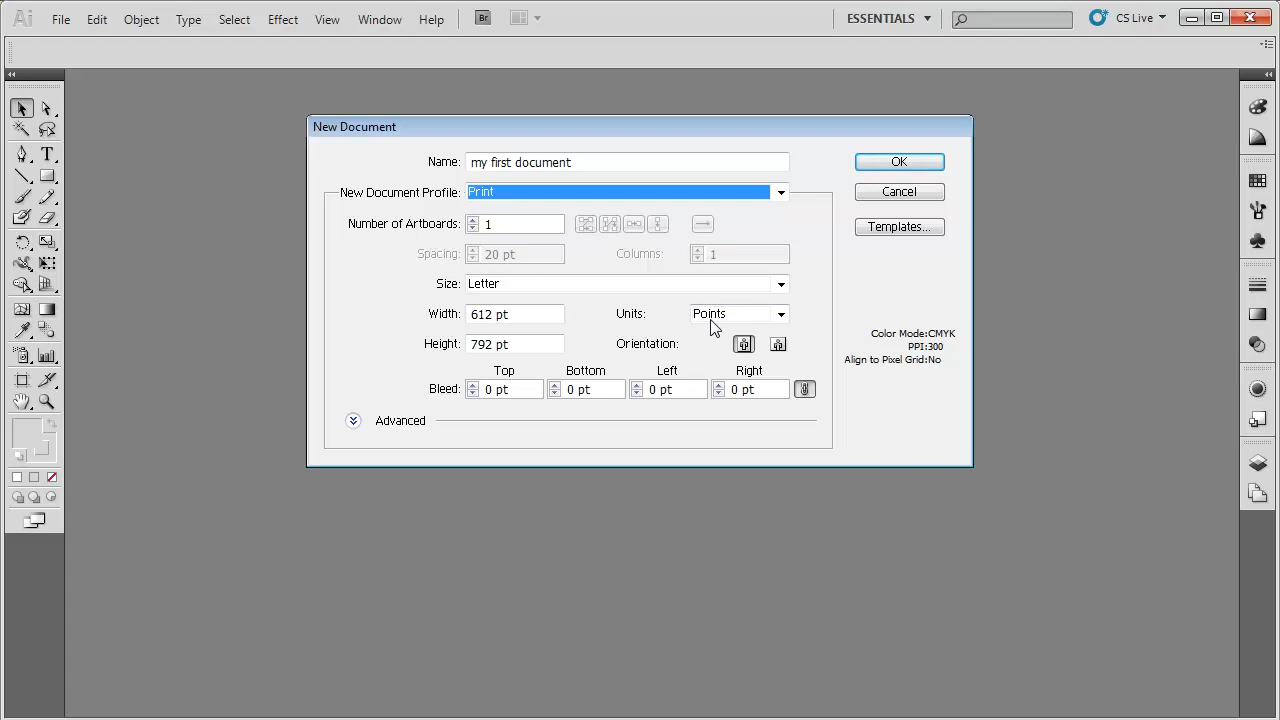 Ai File Edit Object Type Select Effect View Window Help Br ESSENTIALS CS Live
New Document
Name: my first document OK
New Document Profile: Print Cancel
Number of Artboards: 1 Templates...
Spacing: 20 pt Columns: 1
Size: Letter
Width: 612 pt Units: Points
Color Mode:CMYK
Height: 792 pt Orientation: PPI:300
Align to Pixel Grid:No
Top Bottom Left Right
Bleed: 0 pt 0 pt 0 pt 0 pt
Advanced